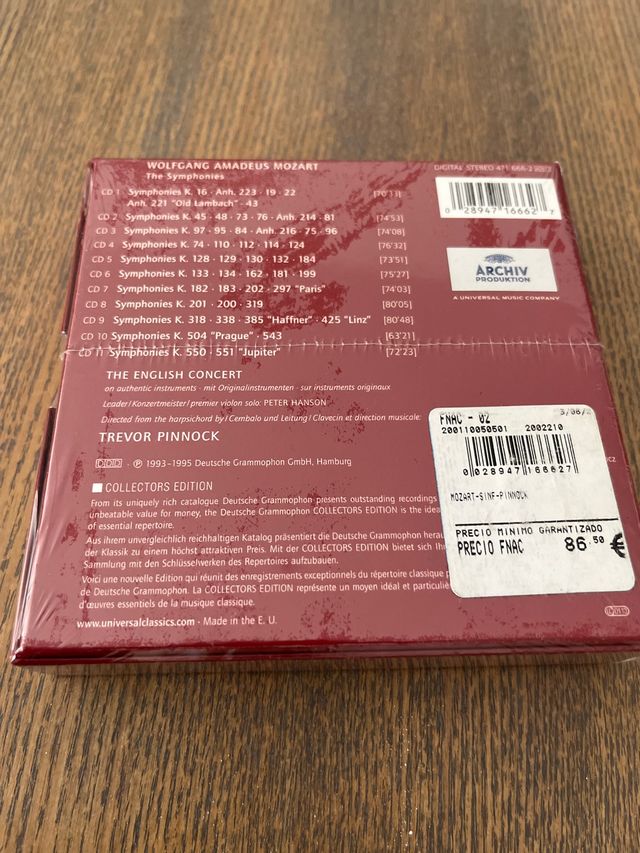 WOLFGANG AMADEUS MOZART
The Symphonies
DIGITAL STEREO 471 666-2
CD 1 Symphonies K. 16 · Anh. 223 · 19 · 22
Anh. 221 "Old Lambach" · 43
CD 2 Symphonies K. 45 · 48 · 73 · 76 · Anh. 214 · 81 [74'53]
CD 3 Symphonies K. 97 · 95 · 84 · Anh. 216 · 75 · 96 [74'08]
CD 4 Symphonies K. 74 · 110 · 112 · 114 · 124 [76'32]
CD 5 Symphonies K. 128 · 129 · 130 · 132 · 184 [73'51]
CD 6 Symphonies K. 133 · 134 · 162 · 181 · 199 [75'27]
CD 7 Symphonies K. 182 · 183 · 202 · 297 "Paris" [74'03]
CD 8 Symphonies K. 201 · 200 · 319 [80'05]
CD 9 Symphonies K. 318 · 338 · 385 "Haffner" · 425 "Linz" [80'48]
CD 10 Symphonies K. 504 "Prague" · 543 [63'21]
CD 11 Symphonies K. 550 · 551 "Jupiter" [72'23]
0 28947 16662 7
ARCHIV
PRODUKTION
A UNIVERSAL MUSIC COMPANY
THE ENGLISH CONCERT
on authentic instruments · mit Originalinstrumenten · sur instruments originaux
Leader/Konzertmeister/premier violon solo: PETER HANSON
Directed from the harpsichord by/Cembalo und Leitung/Clavecin et direction musicale:
TREVOR PINNOCK
DDD · ℗ 1993-1995 Deutsche Grammophon GmbH, Hamburg
COLLECTORS EDITION
From its uniquely rich catalogue Deutsche Grammophon presents outstanding recordings
unbeatable value for money, the Deutsche Grammophon COLLECTORS EDITION is the idea
of essential repertoire.
Aus ihrem unvergleichlich reichhaltigen Katalog präsentiert die Deutsche Grammophon herau
der Klassik zu einem höchst attraktiven Preis. Mit der COLLECTORS EDITION bietet sich Ih
Sammlung mit den Schlüsselwerken des Repertoires aufzubauen.
Voici une nouvelle Edition qui réunit des enregistrements exceptionnels du répertoire classique p
de Deutsche Grammophon. La COLLECTORS EDITION représente un moyen idéal et particuliè
d'œuvres essentiels de la musique classique.
www.universalclassics.com · Made in the E. U.
FNAC - 02
200110050501 2002210
0028947166627
MOZART-SINF-PINNOCK
PRECIO MINIMO GARANTIZADO
PRECIO FNAC 86.50 €